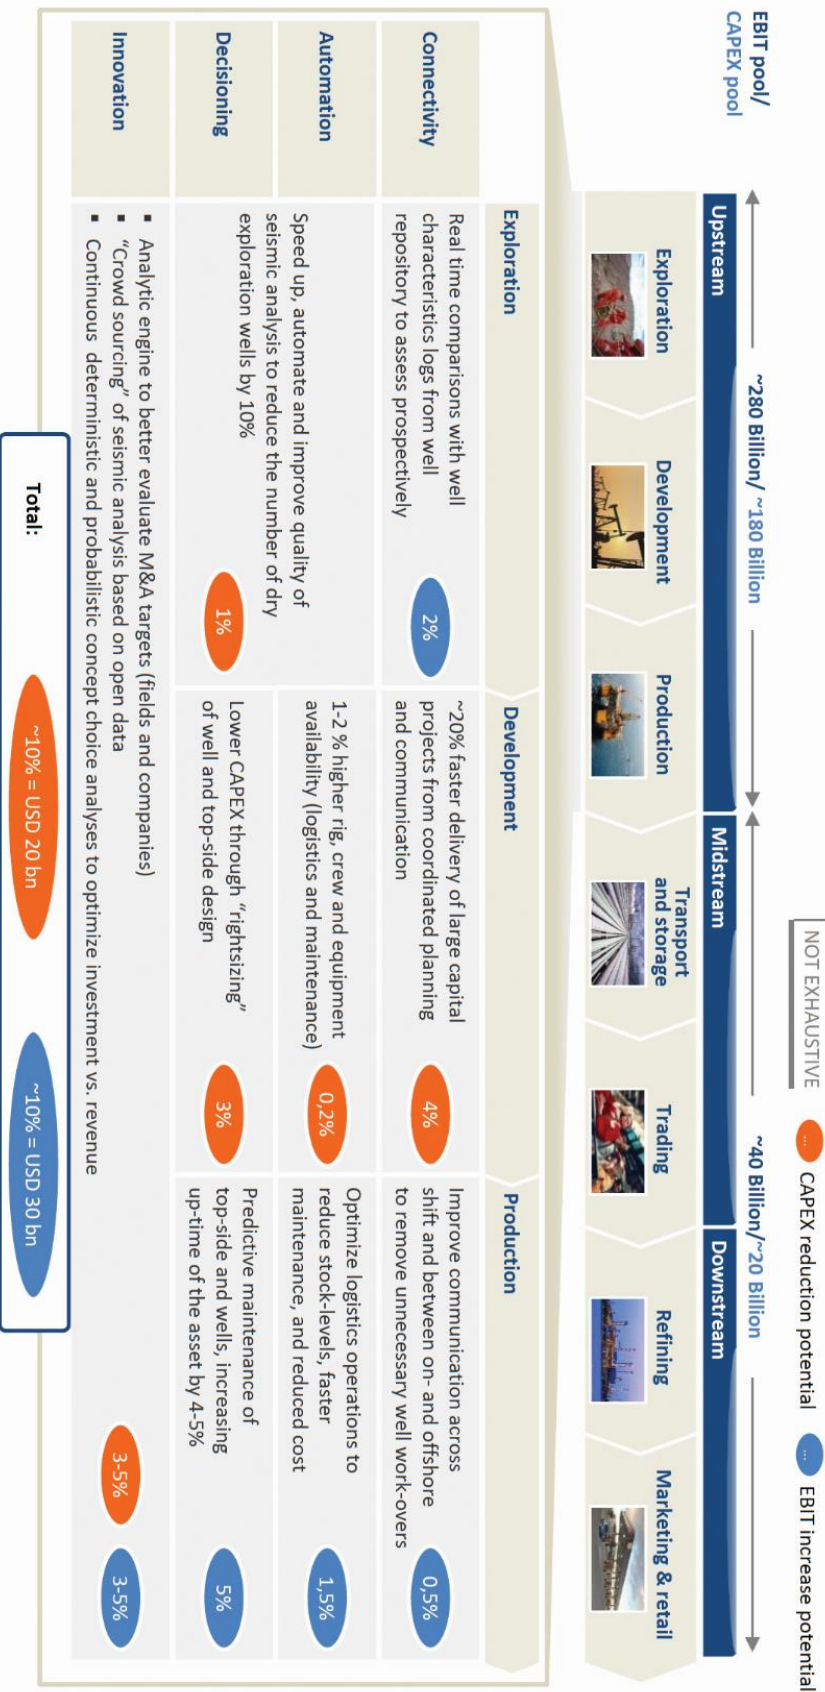 NOT EXHAUSTIVE
... CAPEX reduction potential
... EBIT increase potential
EBIT pool/
CAPEX pool
~280 Billion/ ~180 Billion
~40 Billion/~20 Billion
Upstream
Midstream
Downstream
Exploration
Development
Production
Transport
and storage
Trading
Refining
Marketing & retail
Exploration
Development
Production
Connectivity
Real time comparisons with well
characteristics logs from well
repository to assess prospectively
2%
~20% faster delivery of large capital
projects from coordinated planning
and communication
4%
Improve communication across
shift and between on- and offshore
to remove unnecessary well work-overs
0,5%
Automation
Speed up, automate and improve quality of
seismic analysis to reduce the number of dry
exploration wells by 10%
1%
1-2 % higher rig, crew and equipment
availability (logistics and maintenance)
0,2%
Optimize logistics operations to
reduce stock-levels, faster
maintenance, and reduced cost
1,5%
Decisioning
Lower CAPEX through “rightsizing”
of well and top-side design
3%
Predictive maintenance of
top-side and wells, increasing
up-time of the asset by 4-5%
5%
Innovation
▪ Analytic engine to better evaluate M&A targets (fields and companies)
▪ “Crowd sourcing” of seismic analysis based on open data
▪ Continuous deterministic and probabilistic concept choice analyses to optimize investment vs. revenue
3-5%
3-5%
Total:
~10% = USD 20 bn
~10% = USD 30 bn